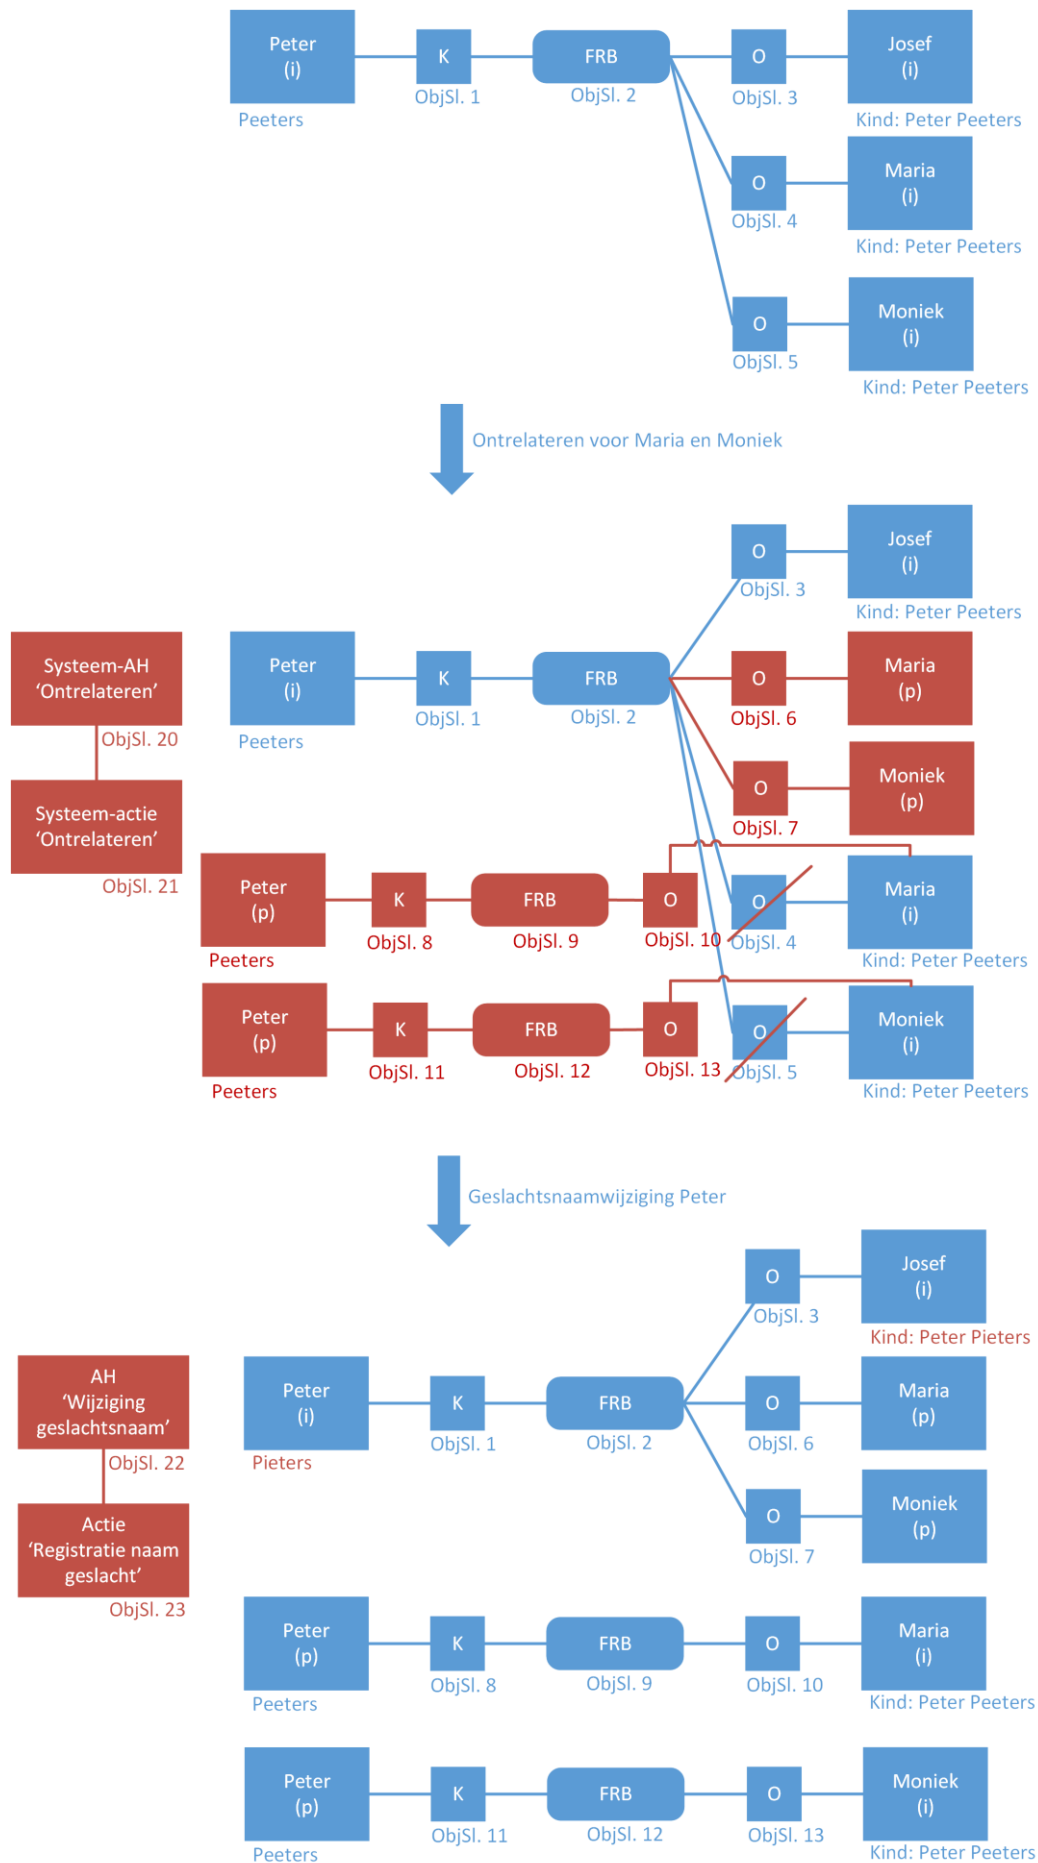 Peter
(i)
K
FRB
O
Josef
(i)
ObjSl. 1
ObjSl. 2
ObjSl. 3
Peeters
Kind: Peter Peeters
O
Maria
(i)
ObjSl. 4
Kind: Peter Peeters
O
Moniek
(i)
ObjSl. 5
Kind: Peter Peeters
Ontrelateren voor Maria en Moniek
O
Josef
(i)
ObjSl. 3
Kind: Peter Peeters
Systeem-AH
‘Ontrelateren’
ObjSl. 20
Peter
(i)
K
FRB
O
Maria
(p)
ObjSl. 1
ObjSl. 2
ObjSl. 6
Peeters
Systeem-actie
‘Ontrelateren’
ObjSl. 21
O
Moniek
(p)
ObjSl. 7
Peter
(p)
K
FRB
O
O
Maria
(i)
ObjSl. 8
ObjSl. 9
ObjSl. 10
ObjSl. 4
Peeters
Kind: Peter Peeters
Peter
(p)
K
FRB
O
O
Moniek
(i)
ObjSl. 11
ObjSl. 12
ObjSl. 13
ObjSl. 5
Peeters
Kind: Peter Peeters
Geslachtsnaamwijziging Peter
O
Josef
(i)
ObjSl. 3
Kind: Peter Pieters
AH
‘Wijziging
geslachtsnaam’
ObjSl. 22
Peter
(i)
K
FRB
O
Maria
(p)
ObjSl. 1
ObjSl. 2
ObjSl. 6
Pieters
Actie
‘Registratie naam
geslacht’
ObjSl. 23
O
Moniek
(p)
ObjSl. 7
Peter
(p)
K
FRB
O
Maria
(i)
ObjSl. 8
ObjSl. 9
ObjSl. 10
Peeters
Kind: Peter Peeters
Peter
(p)
K
FRB
O
Moniek
(i)
ObjSl. 11
ObjSl. 12
ObjSl. 13
Peeters
Kind: Peter Peeters